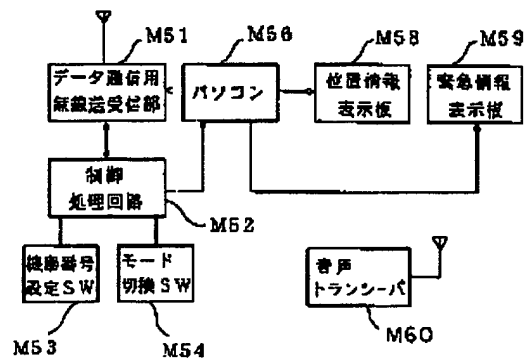 M51
M56
M58
M59
データ通信用
無線送受信部
パソコン
位置情報
表示板
緊急情報
表示板
制御
処理回路
M52
機番号
設定SW
モード
切換SW
音声
トランシーバ
M53
M54
M60